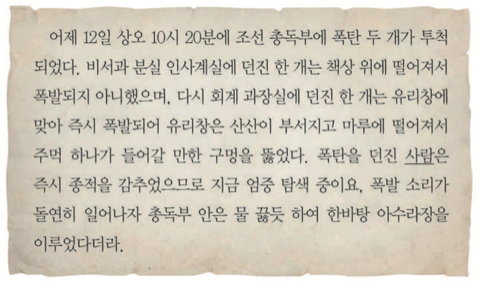 어제 12일 상오 10시 20분에 조선 총독부에 폭탄 두 개가 투척
되었다. 비서과 분실 인사계실에 던진 한 개는 책상 위에 떨어져서
폭발되지 아니했으며, 다시 회계 과장실에 던진 한 개는 유리창에
맞아 즉시 폭발되어 유리창은 산산이 부서지고 마루에 떨어져서
주먹 하나가 들어갈 만한 구멍을 뚫었다. 폭탄을 던진 사람은
즉시 종적을 감추었으므로 지금 엄중 탐색 중이요, 폭발 소리가
돌연히 일어나자 총독부 안은 물 끓듯 하여 한바탕 아수라장을
이루었다더라.